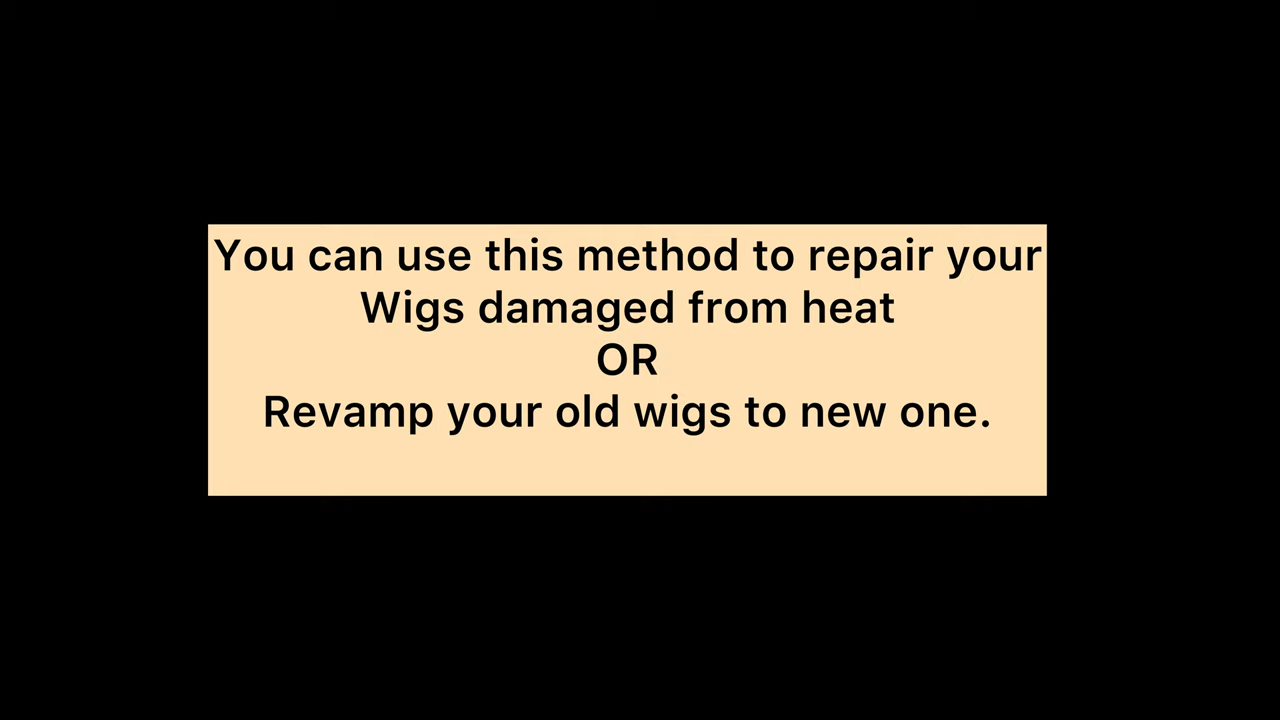 You can use this method to repair your
Wigs damaged from heat
OR
Revamp your old wigs to new one.